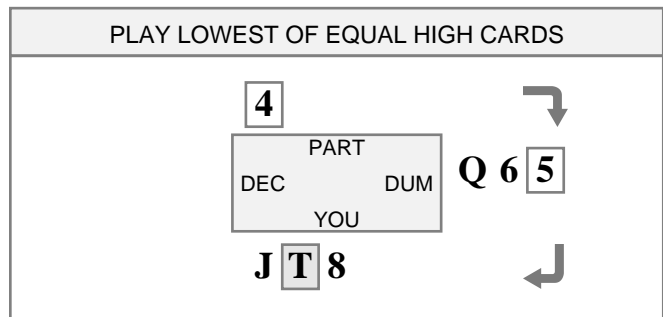 PLAY LOWEST OF EQUAL HIGH CARDS
4
PART
DEC DUM Q 6 5
YOU
J T 8